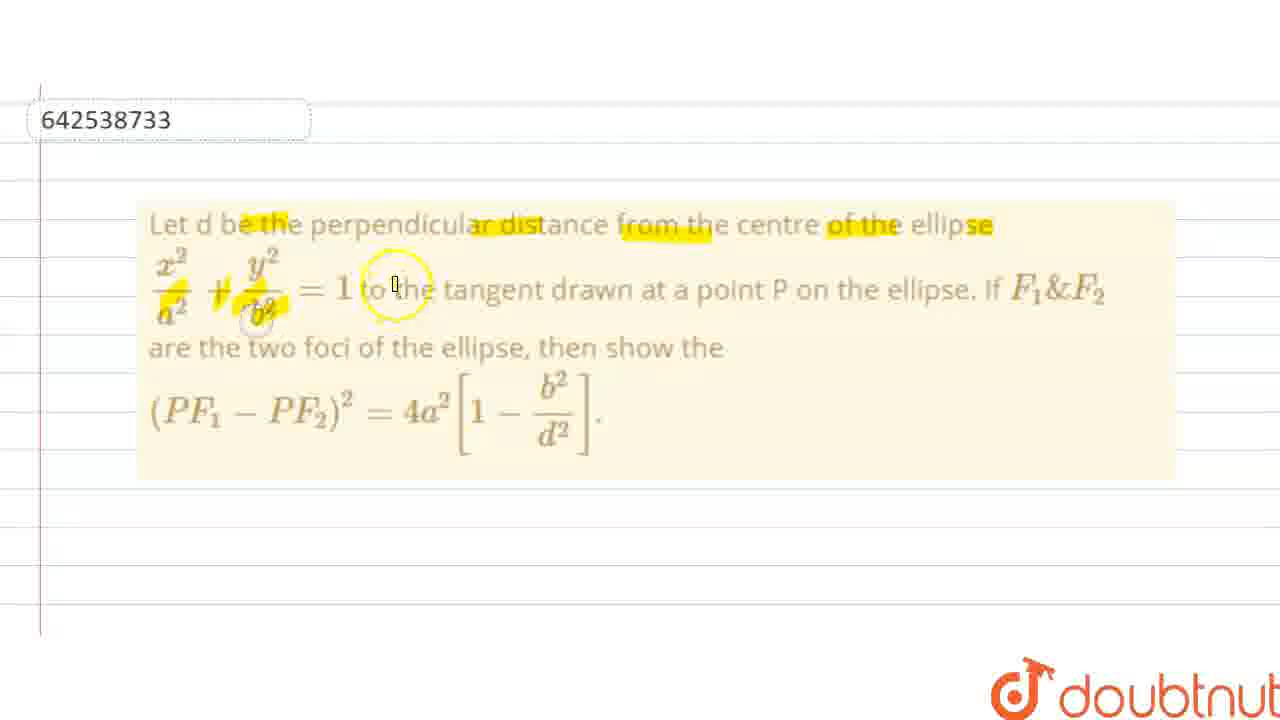 642538733
Let d be the perpendicular distance from the centre of the ellipse
x²/a² + y²/b² = 1 to the tangent drawn at a point P on the ellipse. If F₁&F₂
are the two foci of the ellipse, then show the
(PF₁ − PF₂)² = 4a²[1 − b²/d²].
doubtnut